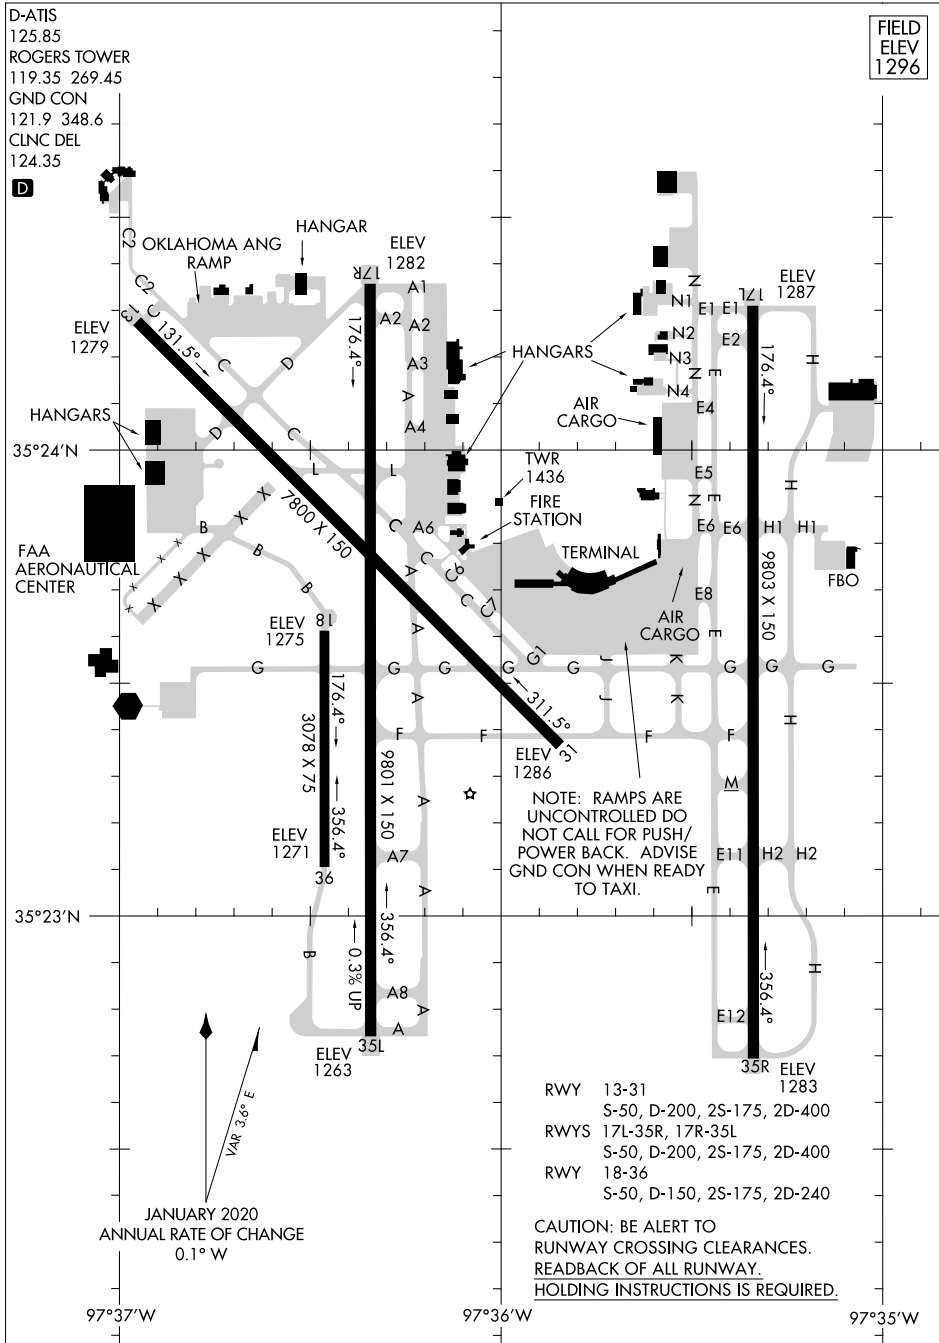 D-ATIS
125.85
ROGERS TOWER
119.35 269.45
GND CON
121.9 348.6
CLNC DEL
124.35
D
FIELD
ELEV
1296
HANGAR
OKLAHOMA ANG
RAMP
ELEV
1282
ELEV
1287
ELEV
1279
C2
C2
C
13
131.5°
C
D
17R
176.4°
A1
A2
A2
A3
A
A4
HANGARS
N
N1
N2
N3
N
N4
E1
E1
17L
E2
E
176.4°
H
E4
AIR
CARGO
HANGARS
D
C
L
L
35°24'N
TWR
1436
FIRE
STATION
E5
N
E
H
7800 X 150
X
X
X
X
x
x
x
x
B
B
B
C
A6
C
C6
C
C7
A
A
TERMINAL
E6
E6
H1
H1
9803 X 150
FBO
FAA
AERONAUTICAL
CENTER
E8
E
AIR
CARGO
ELEV
1275
18
G
G
G
G
G
G1
G
J
J
K
K
G
G
G
176.4°
3078 X 75
356.4°
A
311.5°
F
F
F
F
H
31
ELEV
1286
9801 X 150
A
M
NOTE: RAMPS ARE
UNCONTROLLED DO
NOT CALL FOR PUSH/
POWER BACK. ADVISE
GND CON WHEN READY
TO TAXI.
ELEV
1271
36
A7
A
E11
H2
H2
E
35°23'N
B
0.3% UP
356.4°
A8
A
A
356.4°
H
E12
35L
ELEV
1263
35R
ELEV
1283
VAR 3.6° E
JANUARY 2020
ANNUAL RATE OF CHANGE
0.1° W
RWY 13-31
S-50, D-200, 2S-175, 2D-400
RWYS 17L-35R, 17R-35L
S-50, D-200, 2S-175, 2D-400
RWY 18-36
S-50, D-150, 2S-175, 2D-240
CAUTION: BE ALERT TO
RUNWAY CROSSING CLEARANCES.
READBACK OF ALL RUNWAY.
HOLDING INSTRUCTIONS IS REQUIRED.
97°37'W
97°36'W
97°35'W